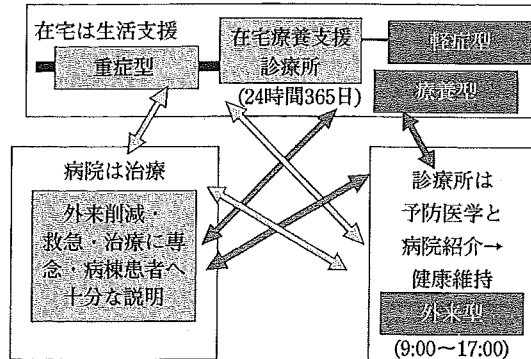 在宅は生活支援
重症型
在宅療養支援
診療所
(24時間365日)
軽症型
療養型
病院は治療
外来削減・
救急・治療に専
念・病棟患者へ
十分な説明
診療所は
予防医学と
病院紹介→
健康維持
外来型
(9:00〜17:00)